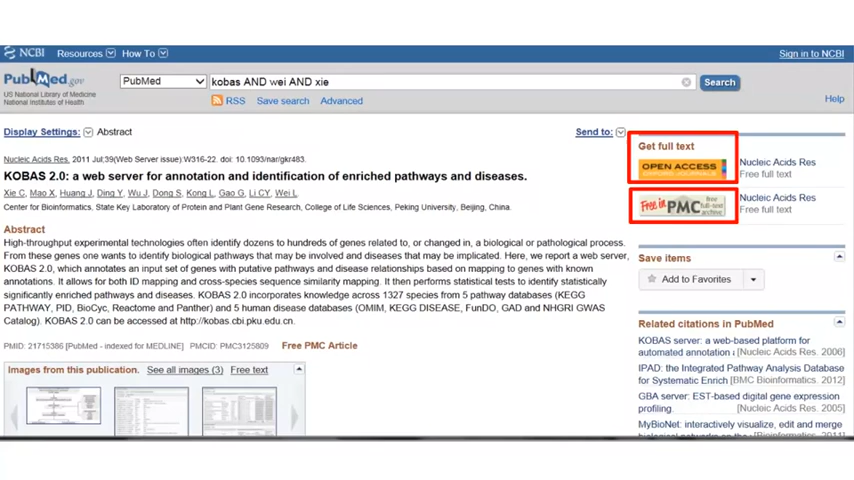 NCBI Resources How To Sign in to NCBI
PubMed.gov
US National Library of Medicine
National Institutes of Health
PubMed kobas AND wei AND xie Search
RSS Save search Advanced Help
Display Settings: Abstract Send to:
Nucleic Acids Res. 2011 Jul;39(Web Server issue):W316-22. doi: 10.1093/nar/gkr483.
KOBAS 2.0: a web server for annotation and identification of enriched pathways and diseases.
Xie C, Mao X, Huang J, Ding Y, Wu J, Dong S, Kong L, Gao G, Li CY, Wei L
Center for Bioinformatics, State Key Laboratory of Protein and Plant Gene Research, College of Life Sciences, Peking University, Beijing, China.
Abstract
High-throughput experimental technologies often identify dozens to hundreds of genes related to, or changed in, a biological or pathological process.
From these genes one wants to identify biological pathways that may be involved and diseases that may be implicated. Here, we report a web server,
KOBAS 2.0, which annotates an input set of genes with putative pathways and disease relationships based on mapping to genes with known
annotations. It allows for both ID mapping and cross-species sequence similarity mapping. It then performs statistical tests to identify statistically
significantly enriched pathways and diseases. KOBAS 2.0 incorporates knowledge across 1327 species from 5 pathway databases (KEGG
PATHWAY, PID, BioCyc, Reactome and Panther) and 5 human disease databases (OMIM, KEGG DISEASE, FunDO, GAD and NHGRI GWAS
Catalog). KOBAS 2.0 can be accessed at http://kobas.cbi.pku.edu.cn.
PMID: 21715386 [PubMed - indexed for MEDLINE] PMCID: PMC3125809 Free PMC Article
Images from this publication. See all images (3) Free text
Get full text
OPEN ACCESS
OXFORD JOURNALS
Nucleic Acids Res
Free full text
Free in PMC free full-text archive
Nucleic Acids Res
Free full text
Save items
Add to Favorites
Related citations in PubMed
KOBAS server: a web-based platform for
automated annotation [Nucleic Acids Res. 2006]
IPAD: the Integrated Pathway Analysis Database
for Systematic Enrich [BMC Bioinformatics. 2012]
GBA server: EST-based digital gene expression
profiling. [Nucleic Acids Res. 2005]
MyBioNet: interactively visualize, edit and merge
biological networks on the [Bioinformatics. 2011]